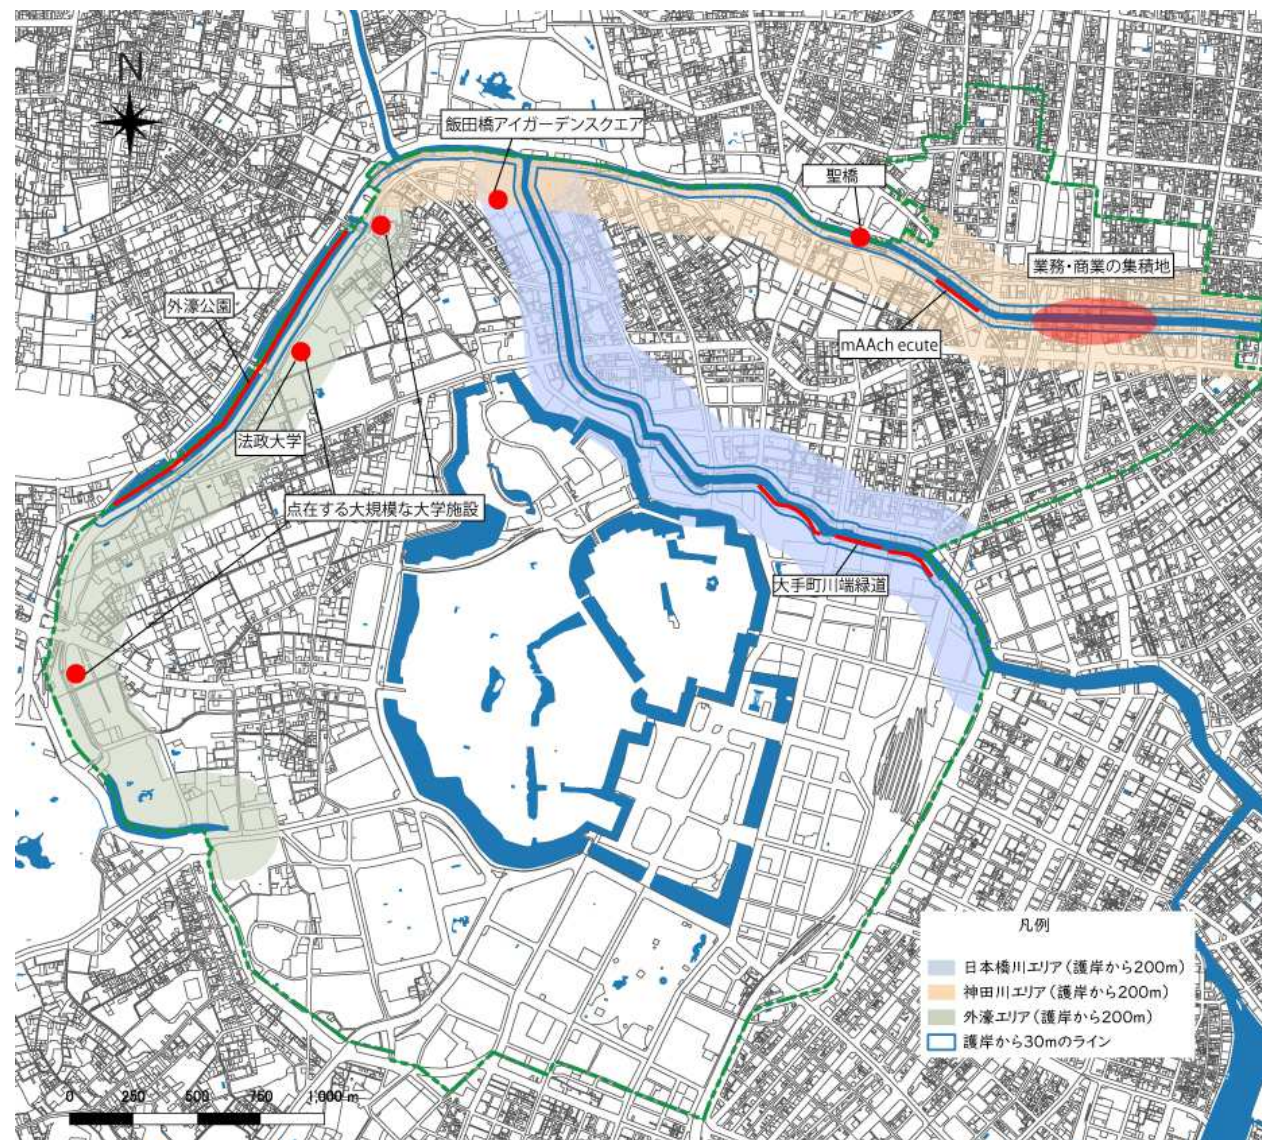 N
飯田橋アイガーデンスクエア
聖橋
業務・商業の集積地
外濠公園
mAAch ecute
法政大学
点在する大規模な大学施設
大手町川端緑道
凡例
日本橋川エリア(護岸から200m)
神田川エリア(護岸から200m)
外濠エリア(護岸から200m)
護岸から30mのライン
0 250 500 750 1,000 m